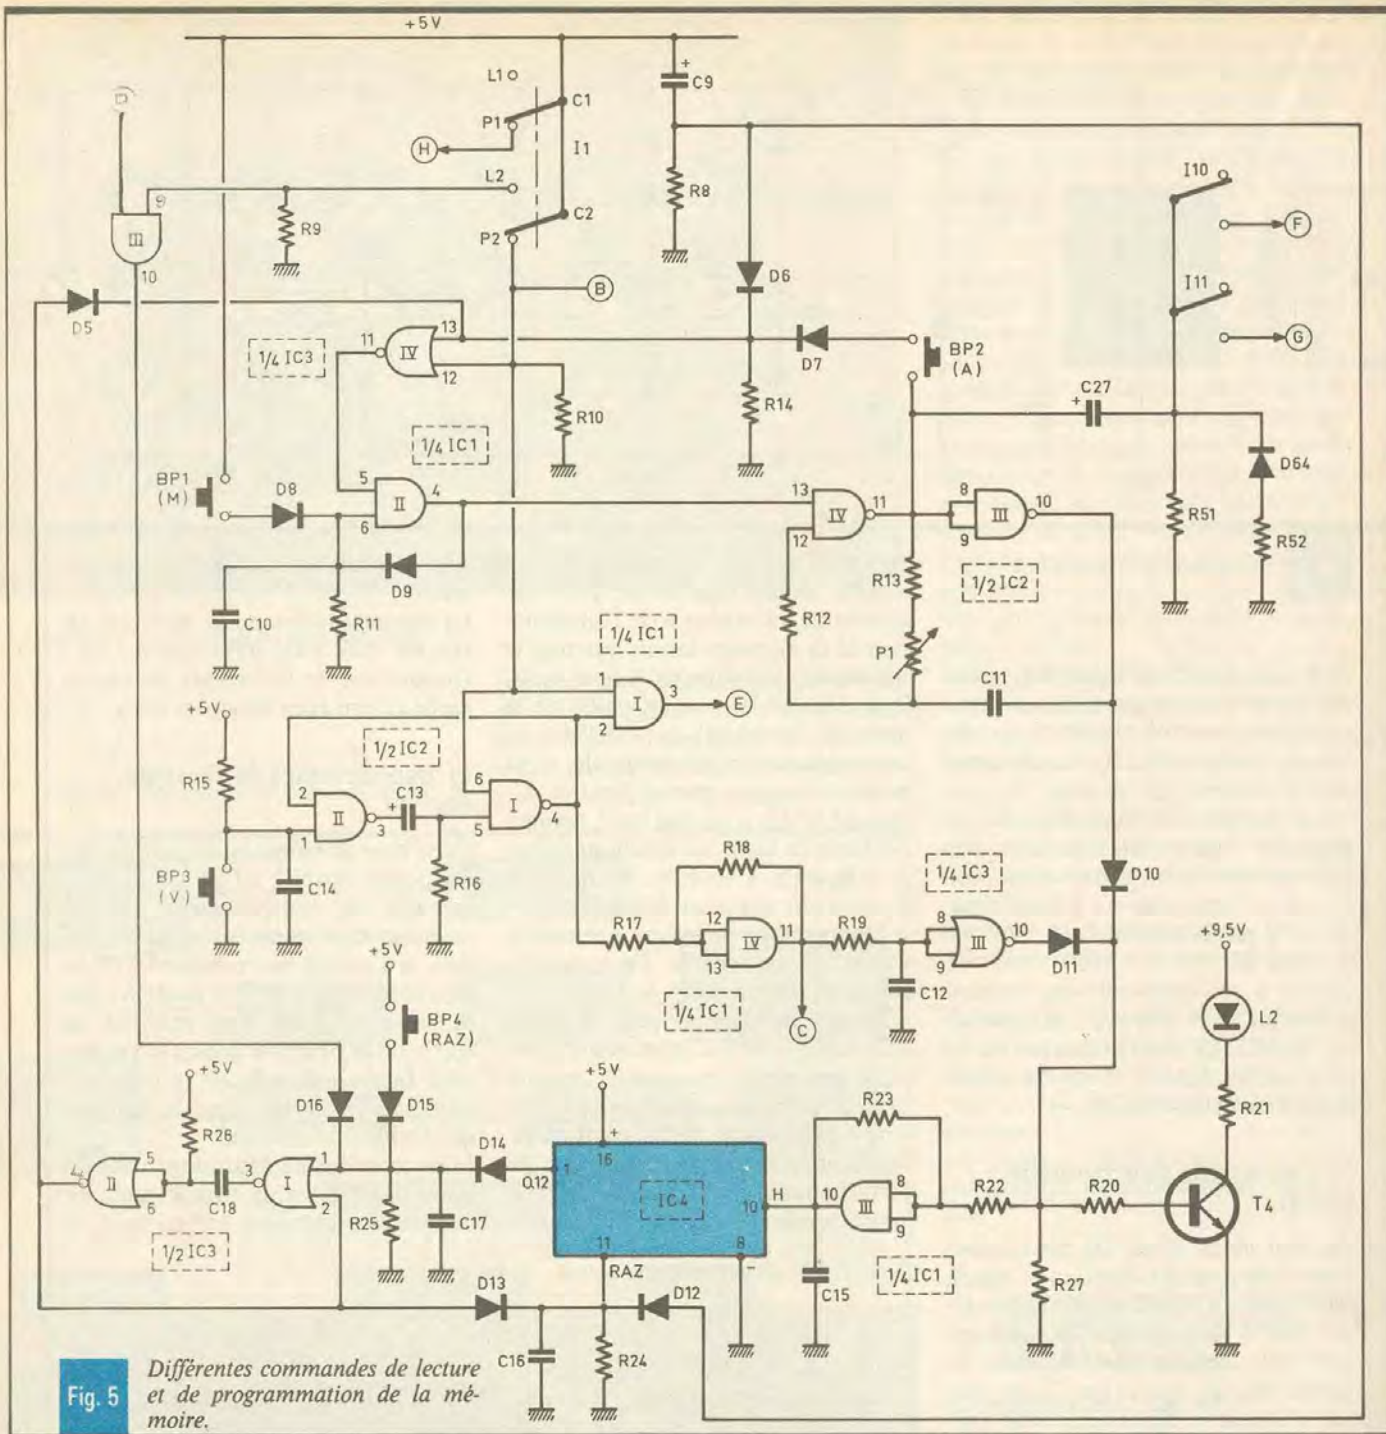 +5V
L1
C1
P1
H
I1
L2
C2
P2
B
+
C9
R8
D
9
III
10
R9
D5
11
IV
13
12
1/4 IC3
R10
D6
D7
R14
BP2
(A)
C27
+
I10
F
I11
G
D64
R51
R52
1/4 IC1
BP1
(M)
D8
5
II
4
6
D9
C10
R11
13
IV
11
12
8
III
10
9
1/2 IC2
R13
R12
P1
C11
1/4 IC1
1
I
3
E
2
+5V
R15
1/2 IC2
2
II
3
1
C13
+
6
I
4
5
BP3
(V)
C14
R16
R18
R17
12
IV
11
13
1/4 IC1
C
R19
C12
1/4 IC3
8
III
10
9
D11
D10
+9,5V
L2
R21
T4
+5V
BP4
(RAZ)
D16
D15
+5V
R26
4
II
5
6
C18
3
I
1
2
1/2 IC3
R25
C17
D14
Q12
1
+5V
+
16
IC4
10
H
11
RAZ
8
−
R23
10
III
8
9
1/4 IC1
C15
R22
R20
R27
D13
D12
C16
R24
Fig. 5
Différentes commandes de lecture
et de programmation de la mé-
moire.